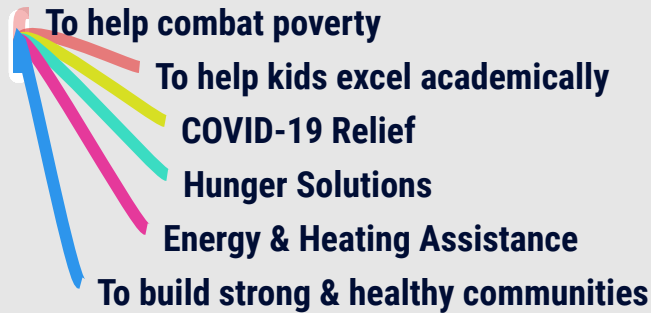 To help combat poverty
To help kids excel academically
COVID-19 Relief
Hunger Solutions
Energy & Heating Assistance
To build strong & healthy communities